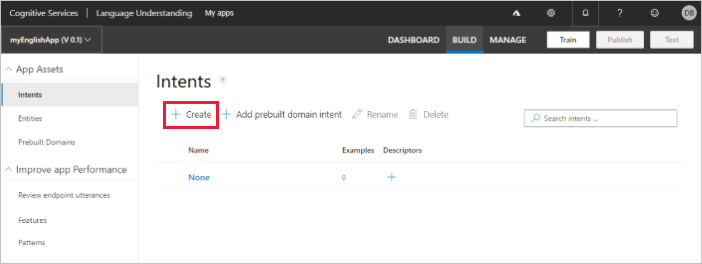 Cognitive Services | Language Understanding My apps ? DB
myEnglishApp (V 0.1) DASHBOARD BUILD MANAGE Train Publish Test
App Assets
Intents
Entities
Prebuilt Domains
Improve app Performance
Review endpoint utterances
Features
Patterns
Intents ?
+ Create + Add prebuilt domain intent Rename Delete Search intents ...
Name Examples Descriptors
None 0 +